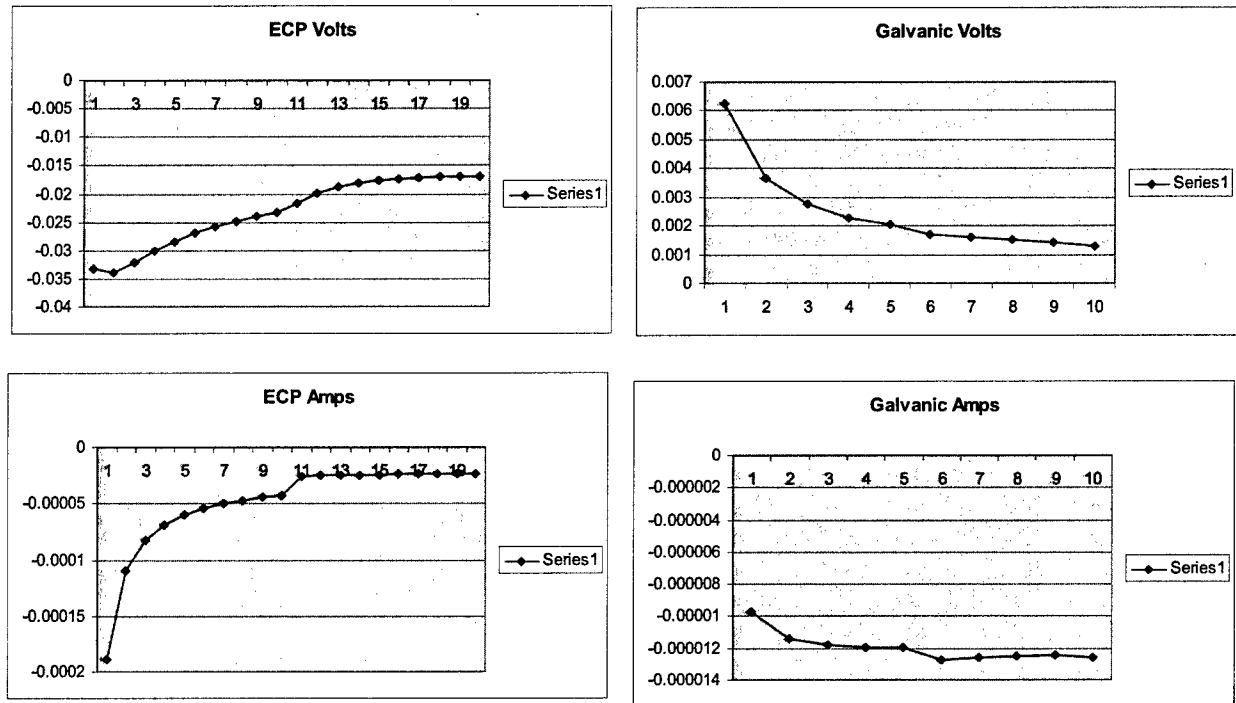 ECP Volts
0
-0.005
-0.01
-0.015
-0.02
-0.025
-0.03
-0.035
-0.04
1 3 5 7 9 11 13 15 17 19
Series1
Galvanic Volts
0.007
0.006
0.005
0.004
0.003
0.002
0.001
0
1 2 3 4 5 6 7 8 9 10
Series1
ECP Amps
0
-0.00005
-0.0001
-0.00015
-0.0002
1 3 5 7 9 11 13 15 17 19
Series1
Galvanic Amps
0
-0.000002
-0.000004
-0.000006
-0.000008
-0.00001
-0.000012
-0.000014
1 2 3 4 5 6 7 8 9 10
Series1